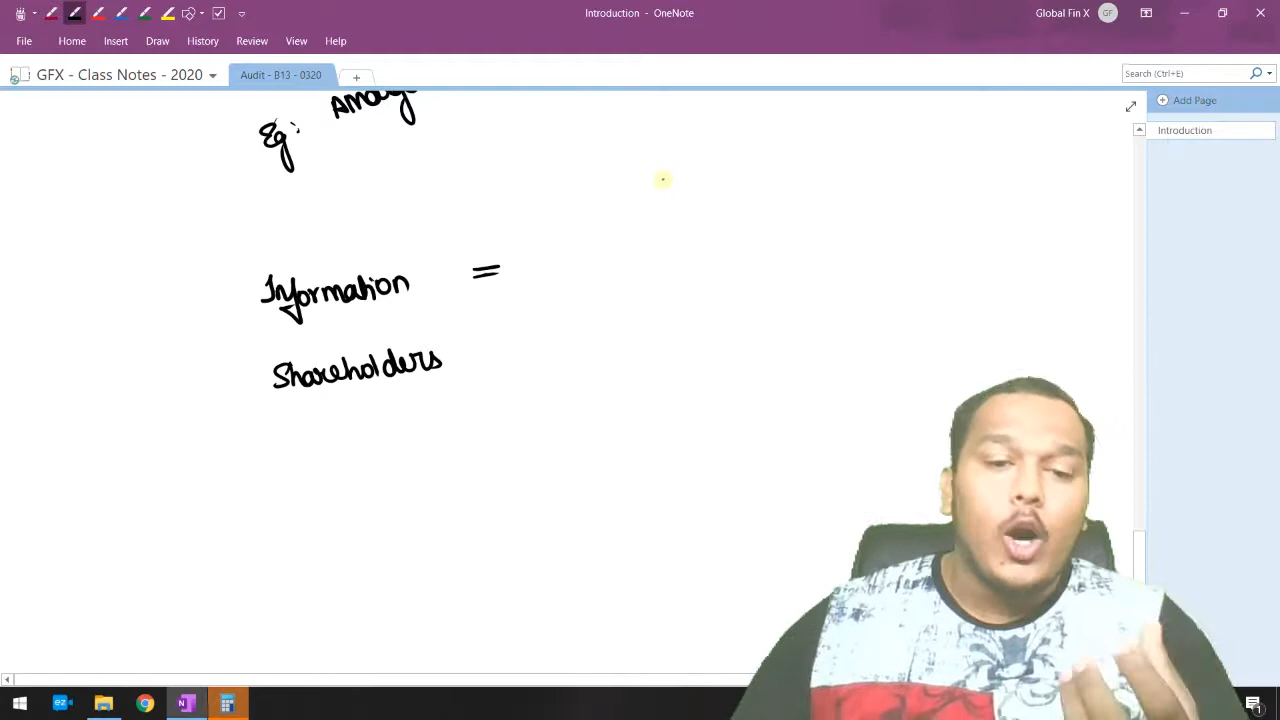 Introduction - OneNote
Global Fin X
GF
File Home Insert Draw History Review View Help
GFX - Class Notes - 2020
Audit - B13 - 0320
Search (Ctrl+E)
Add Page
Introduction
Eg:
Information =
Shareholders